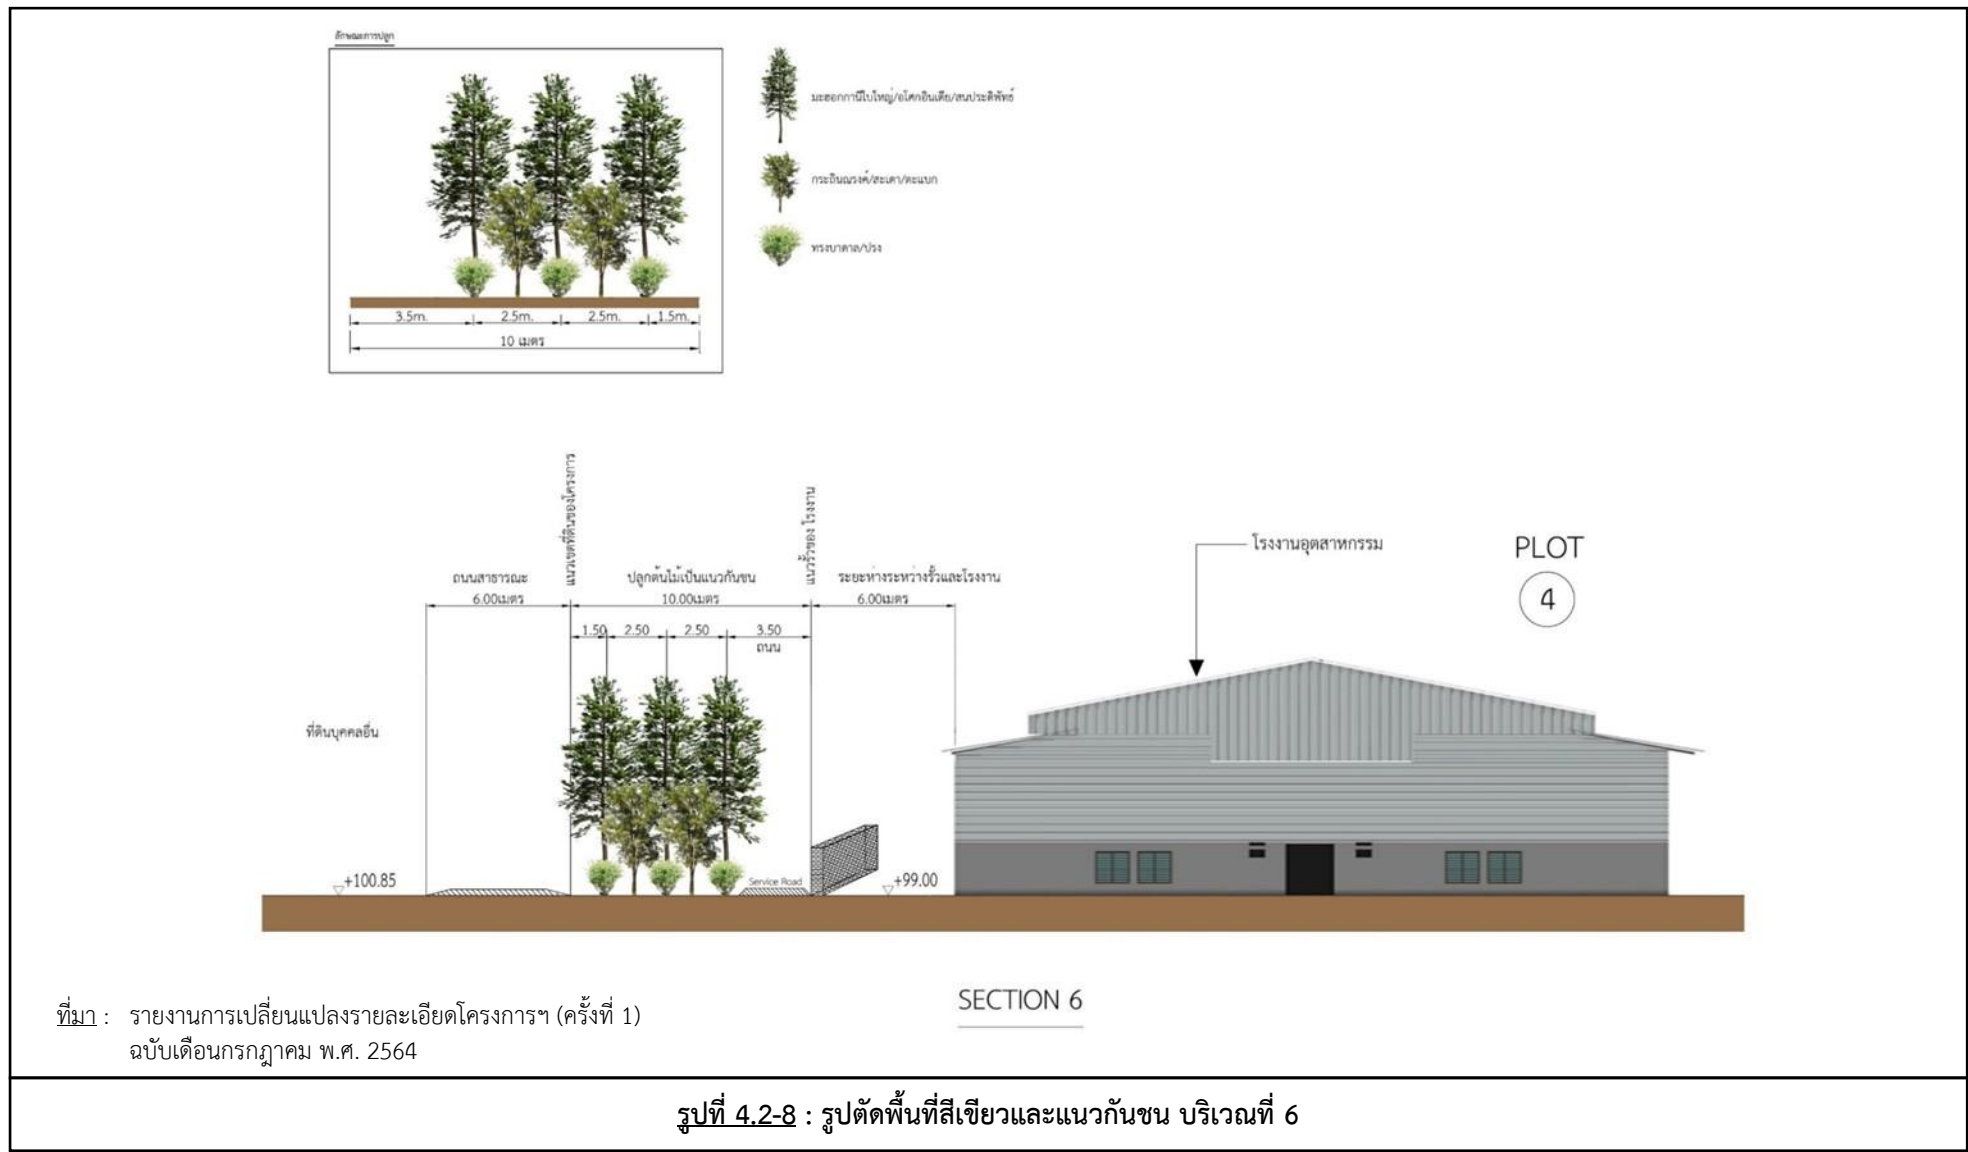 ลักษณะการปลูก
มะฮอกกานีใบใหญ่/อโศกอินเดีย/สนประดิพัทธ์
กระถินณรงค์/สะเดา/ตะแบก
ทรงบาดาล/ปรง
3.5m. 2.5m. 2.5m. 1.5m.
10 เมตร
แนวเขตที่ดินของโครงการ
แนวรั้วของ โรงงาน
โรงงานอุตสาหกรรม
PLOT
4
ถนนสาธารณะ ปลูกต้นไม้เป็นแนวกันชน ระยะห่างระหว่างรั้วและโรงงาน
6.00เมตร 10.00เมตร 6.00เมตร
1.50 2.50 2.50 3.50
ถนน
ที่ดินบุคคลอื่น
+100.85 Service Road +99.00
SECTION 6
ที่มา : รายงานการเปลี่ยนแปลงรายละเอียดโครงการฯ (ครั้งที่ 1)
ฉบับเดือนกรกฎาคม พ.ศ. 2564
รูปที่ 4.2-8 : รูปตัดพื้นที่สีเขียวและแนวกันชน บริเวณที่ 6